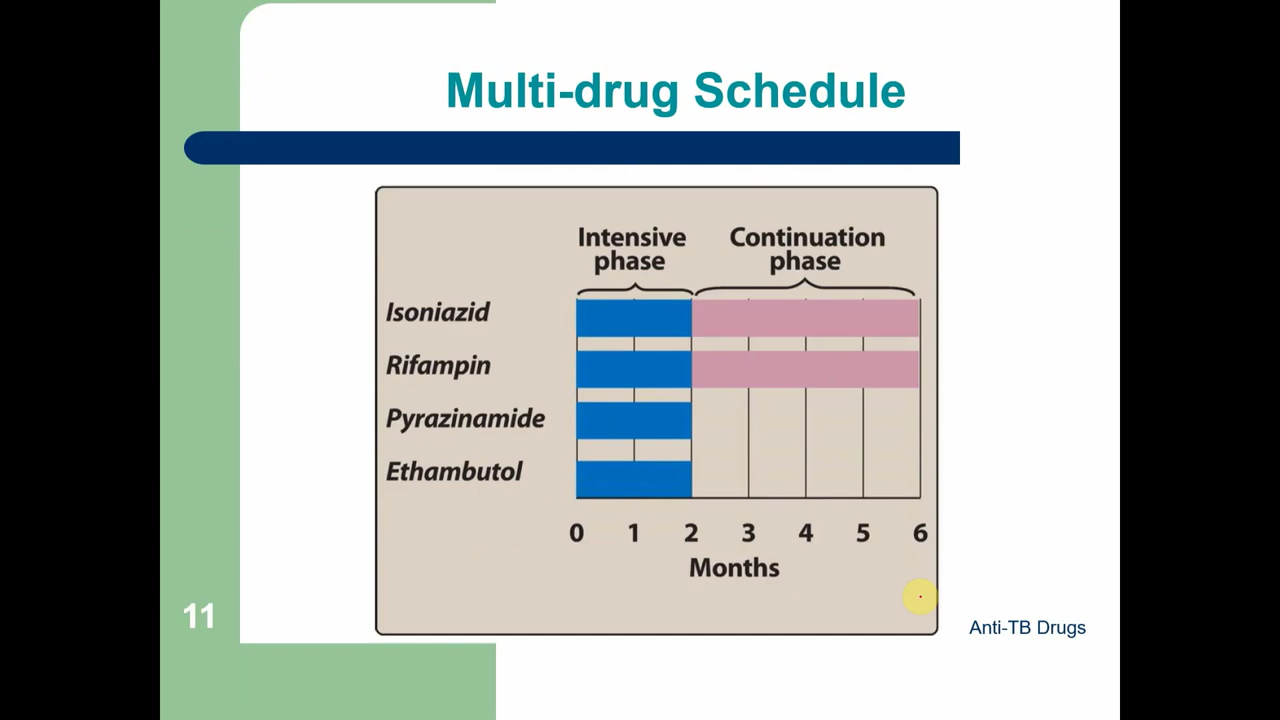 Multi-drug Schedule
Intensive phase
Continuation phase
Isoniazid
Rifampin
Pyrazinamide
Ethambutol
0 1 2 3 4 5 6
Months
11
Anti-TB Drugs